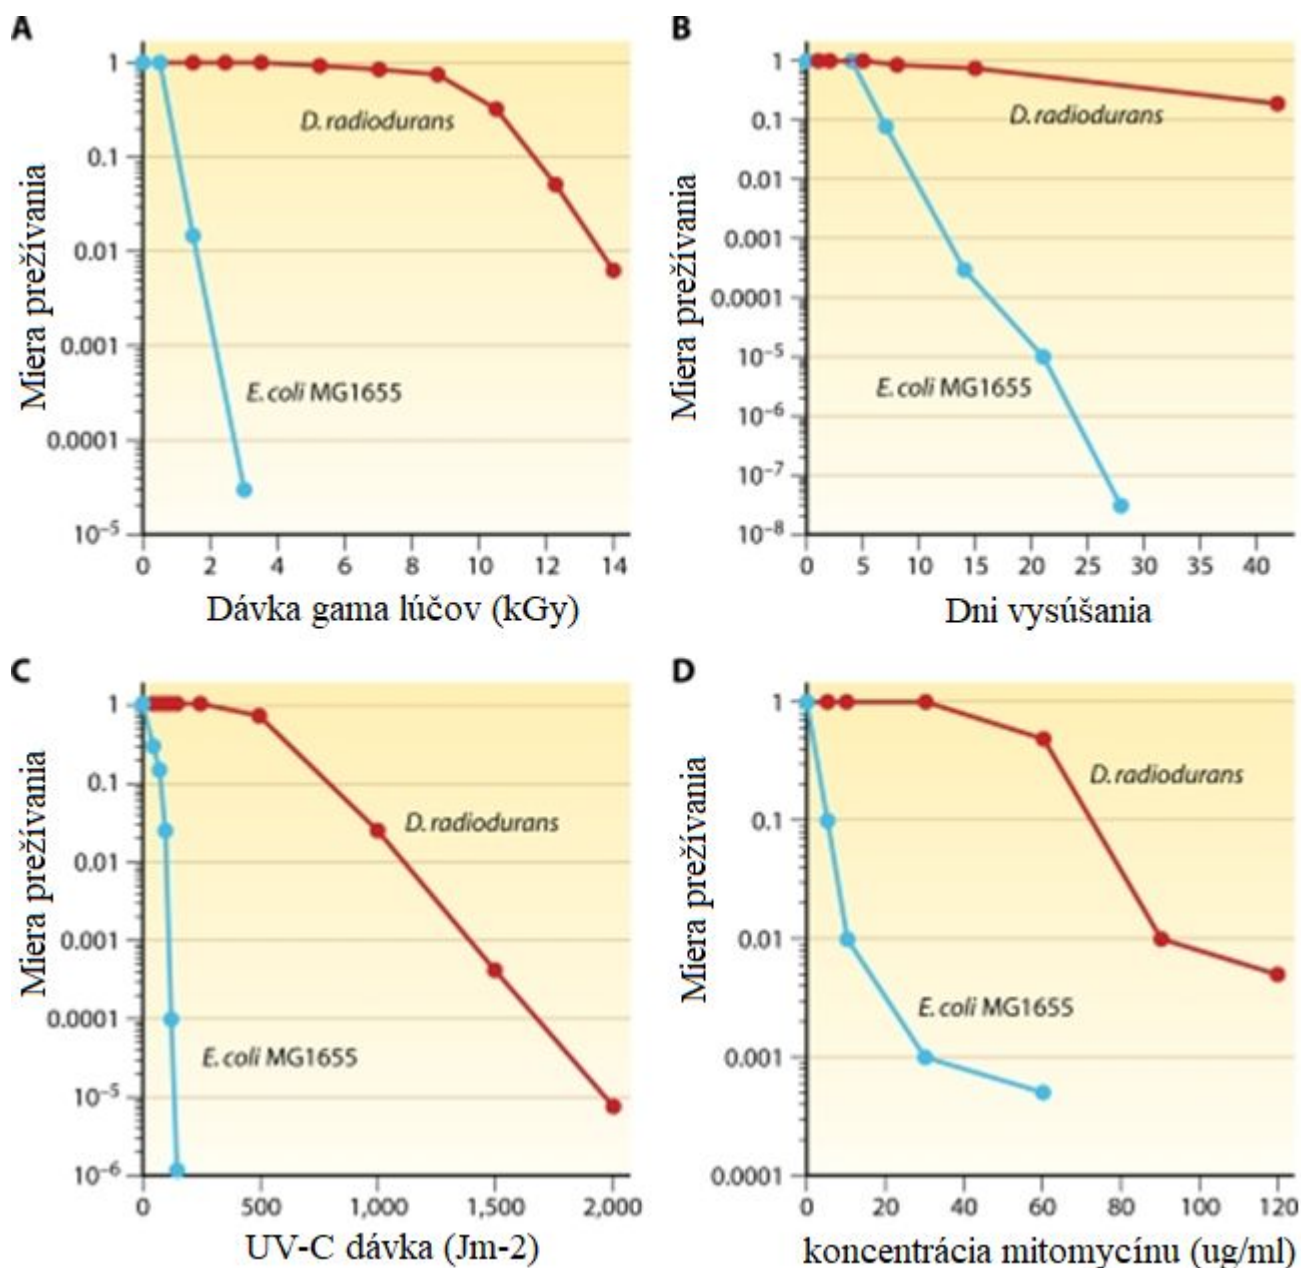 A
Miera prežívania
1
0.1
0.01
0.001
0.0001
10⁻⁵
D. radiodurans
E. coli MG1655
0 2 4 6 8 10 12 14
Dávka gama lúčov (kGy)
B
Miera prežívania
1
0.1
0.01
0.001
0.0001
10⁻⁵
10⁻⁶
10⁻⁷
10⁻⁸
D. radiodurans
E. coli MG1655
0 5 10 15 20 25 30 35 40
Dni vysúšania
C
Miera prežívania
1
0.1
0.01
0.001
0.0001
10⁻⁵
10⁻⁶
D. radiodurans
E. coli MG1655
0 500 1,000 1,500 2,000
UV-C dávka (Jm-2)
D
Miera prežívania
1
0.1
0.01
0.001
0.0001
D. radiodurans
E. coli MG1655
0 20 40 60 80 100 120
koncentrácia mitomycínu (ug/ml)